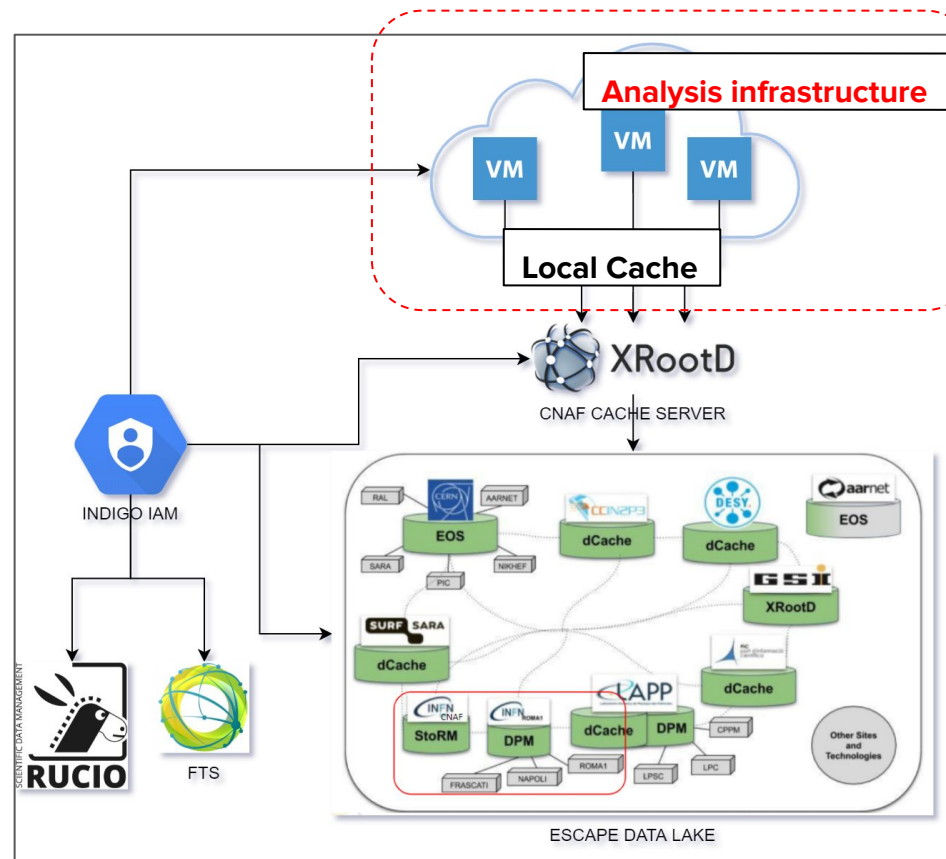 Analysis infrastructure
VM
VM
VM
Local Cache
XRootD
CNAF CACHE SERVER
INDIGO IAM
SCIENTIFIC DATA MANAGEMENT
RUCIO
FTS
RAL
CERN
AARNET
EOS
SARA
PIC
NIKHEF
CCIN2P3
dCache
DESY.
dCache
aarnet
EOS
GSI
XRootD
SURF SARA
dCache
PIC
dCache
INFN
CNAF
StoRM
INFN
ROMA1
DPM
LAPP
dCache
DPM
CPPM
FRASCATI
NAPOLI
ROMA1
LPSC
LPC
Other Sites
and
Technologies
ESCAPE DATA LAKE